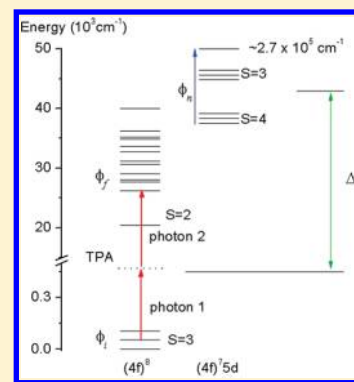 Energy (10³cm⁻¹)
50
~2.7 x 10⁵ cm⁻¹
S=3
ϕₙ
40
S=4
Δ
30
ϕf
S=2
20
photon 2
TPA
photon 1
0.3
ϕi
S=3
0.0
(4f)⁸
(4f)⁷5d